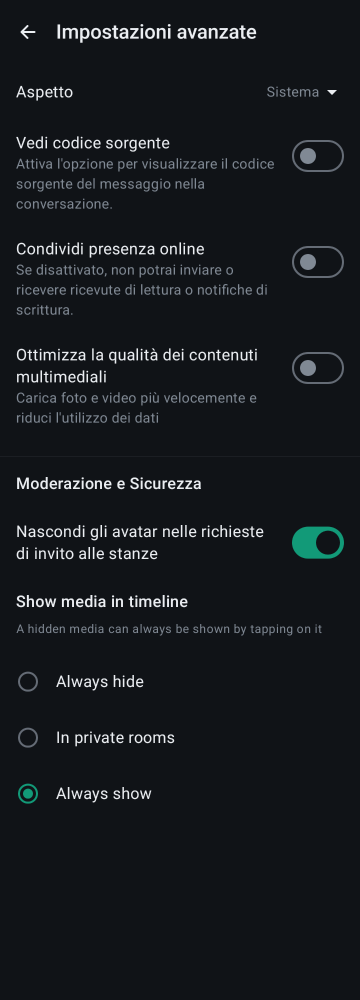 Impostazioni avanzate
Aspetto
Sistema
Vedi codice sorgente
Attiva l'opzione per visualizzare il codice
sorgente del messaggio nella
conversazione.
Condividi presenza online
Se disattivato, non potrai inviare o
ricevere ricevute di lettura o notifiche di
scrittura.
Ottimizza la qualità dei contenuti
multimediali
Carica foto e video più velocemente e
riduci l'utilizzo dei dati
Moderazione e Sicurezza
Nascondi gli avatar nelle richieste
di invito alle stanze
Show media in timeline
A hidden media can always be shown by tapping on it
Always hide
In private rooms
Always show